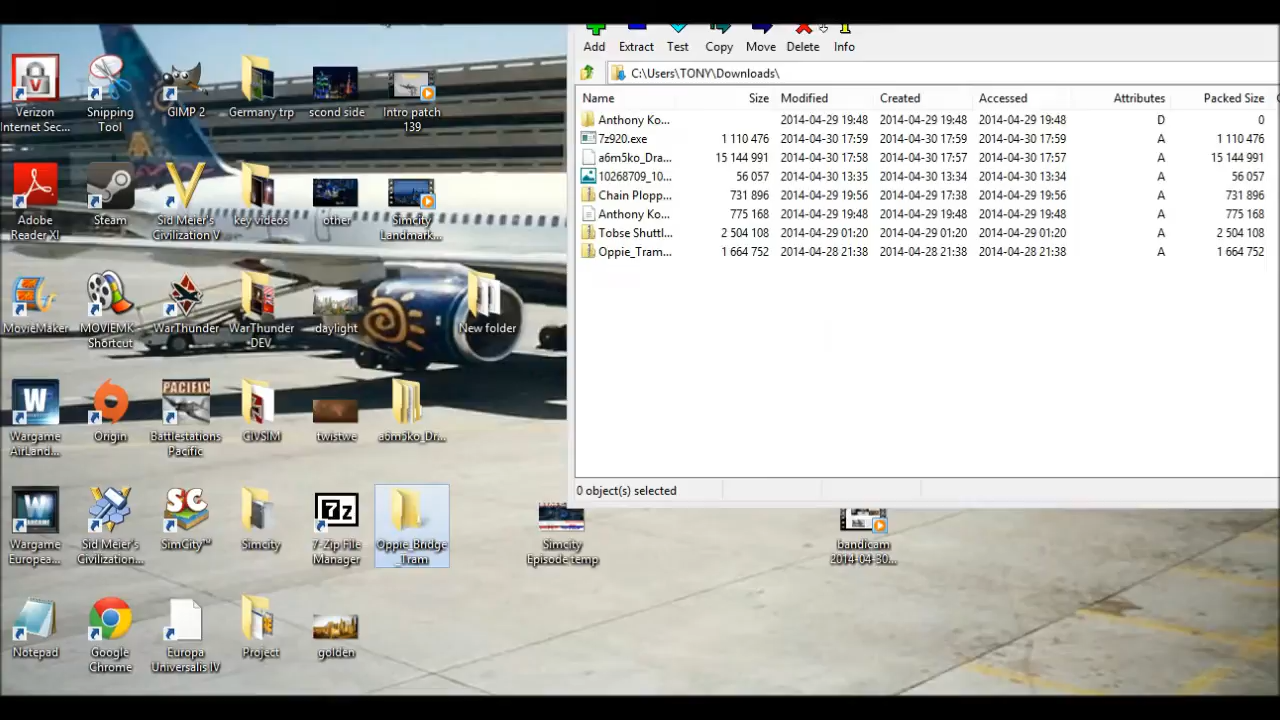 Add Extract Test Copy Move Delete Info
C:\Users\TONY\Downloads\
Name Size Modified Created Accessed Attributes Packed Size
Anthony Ko... 2014-04-29 19:48 2014-04-29 19:48 2014-04-29 19:48 D 0
7z920.exe 1 110 476 2014-04-30 17:59 2014-04-30 17:59 2014-04-30 17:59 A 1 110 476
a6m5ko_Dra... 15 144 991 2014-04-30 17:58 2014-04-30 17:57 2014-04-30 17:57 A 15 144 991
10268709_10... 56 057 2014-04-30 13:35 2014-04-30 13:34 2014-04-30 13:34 A 56 057
Chain Plopp... 731 896 2014-04-29 19:56 2014-04-29 17:38 2014-04-29 19:56 A 731 896
Anthony Ko... 775 168 2014-04-29 19:48 2014-04-29 19:48 2014-04-29 19:48 A 775 168
Tobse Shuttl... 2 504 108 2014-04-29 01:20 2014-04-29 01:20 2014-04-29 01:20 A 2 504 108
Oppie_Tram... 1 664 752 2014-04-28 21:38 2014-04-28 21:38 2014-04-28 21:38 A 1 664 752
0 object(s) selected
Verizon
Internet Sec...
Snipping
Tool
GIMP 2
Germany trp
scond side
Intro patch
139
Adobe
Reader XI
Steam
Sid Meier's
Civilization V
key videos
other
Simcity
Landmark...
MovieMaker
MOVIEMK-
Shortcut
WarThunder
WarThunder
DEV
daylight
New folder
Wargame
AirLand...
Origin
PACIFIC
Battlestations
Pacific
CIVSIM
twistwe
a6m5ko_Dr...
Wargame
European...
Sid Meier's
Civilization...
SC
SimCity™
Simcity
7z
7-Zip File
Manager
Oppie_Bridge
_Tram
Simcity
Episode temp
bandicam
2014-04-30...
Notepad
Google
Chrome
Europa
Universalis IV
Project
golden